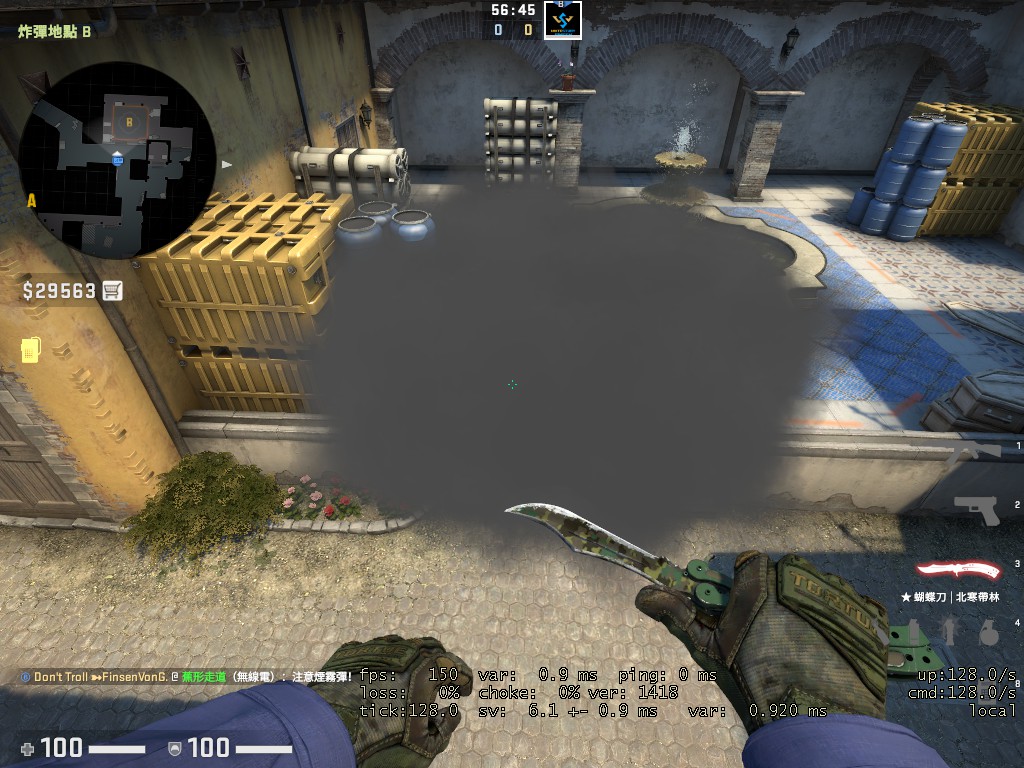 56:45
B
炸彈地點 B
0 0
B
A
$29563
1
2
3
★ 蝴蝶刀 | 北寒帶林
4
TORTU
Don't Troll ➳FinsenVonG. @ 蕉形走道 (無線電)：注意煙霧彈!
fps: 150 var: 0.9 ms ping: 0 ms
loss: 0% choke: 0% ver: 1418
tick:128.0 sv: 6.1 +- 0.9 ms var: 0.920 ms
up:128.0/s
cmd:128.0/s
local
100 100